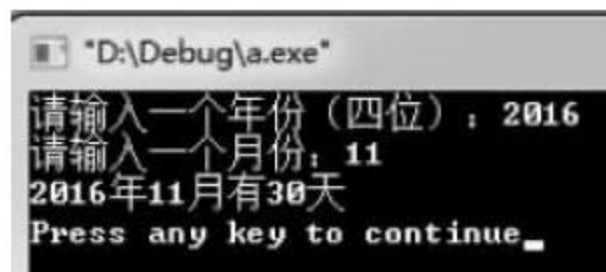 "D:\Debug\a.exe"
请输入一个年份（四位）：2016
请输入一个月份：11
2016年11月有30天
Press any key to continue